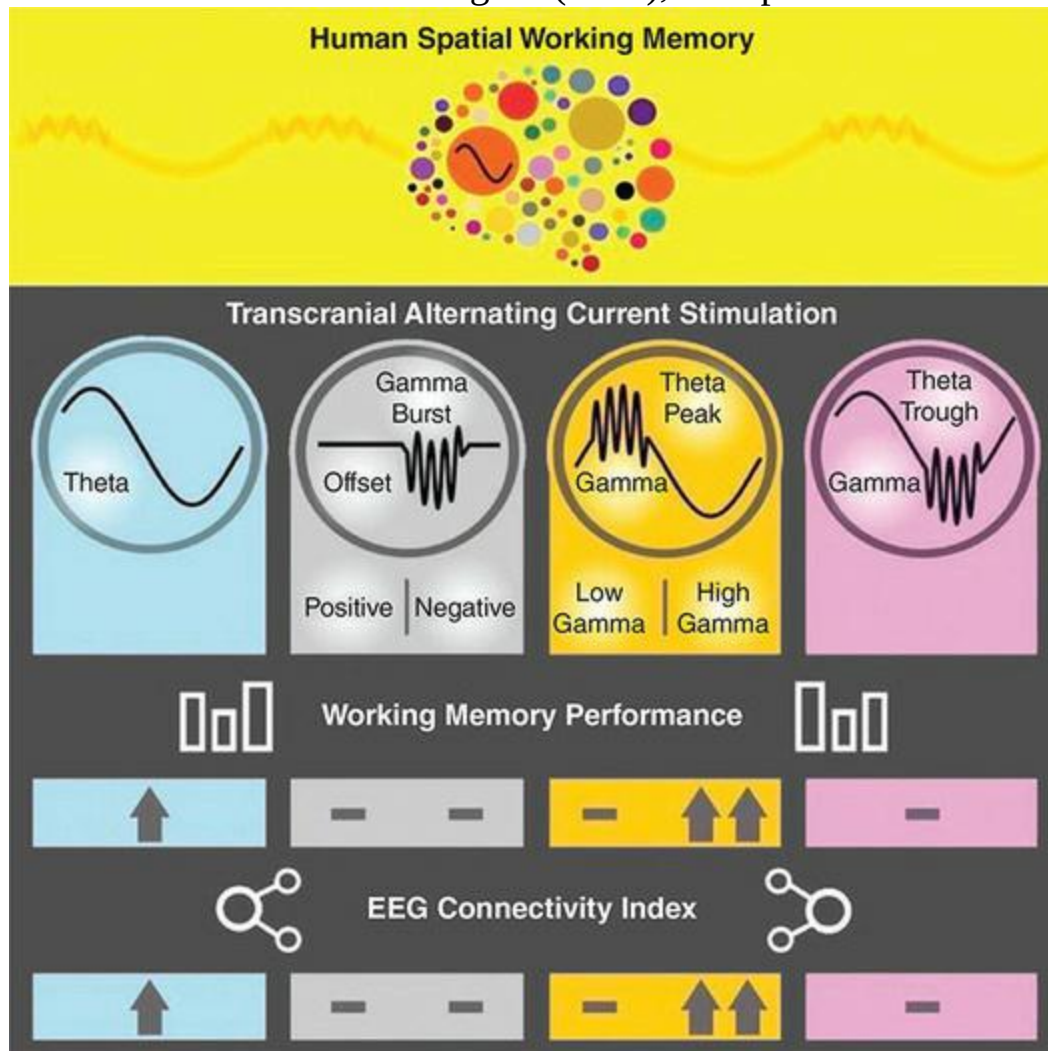 Human Spatial Working Memory
Transcranial Alternating Current Stimulation
Theta
Gamma
Burst
Offset
Positive | Negative
Theta
Peak
Gamma
Low
Gamma
High
Gamma
Theta
Trough
Gamma
Working Memory Performance
EEG Connectivity Index